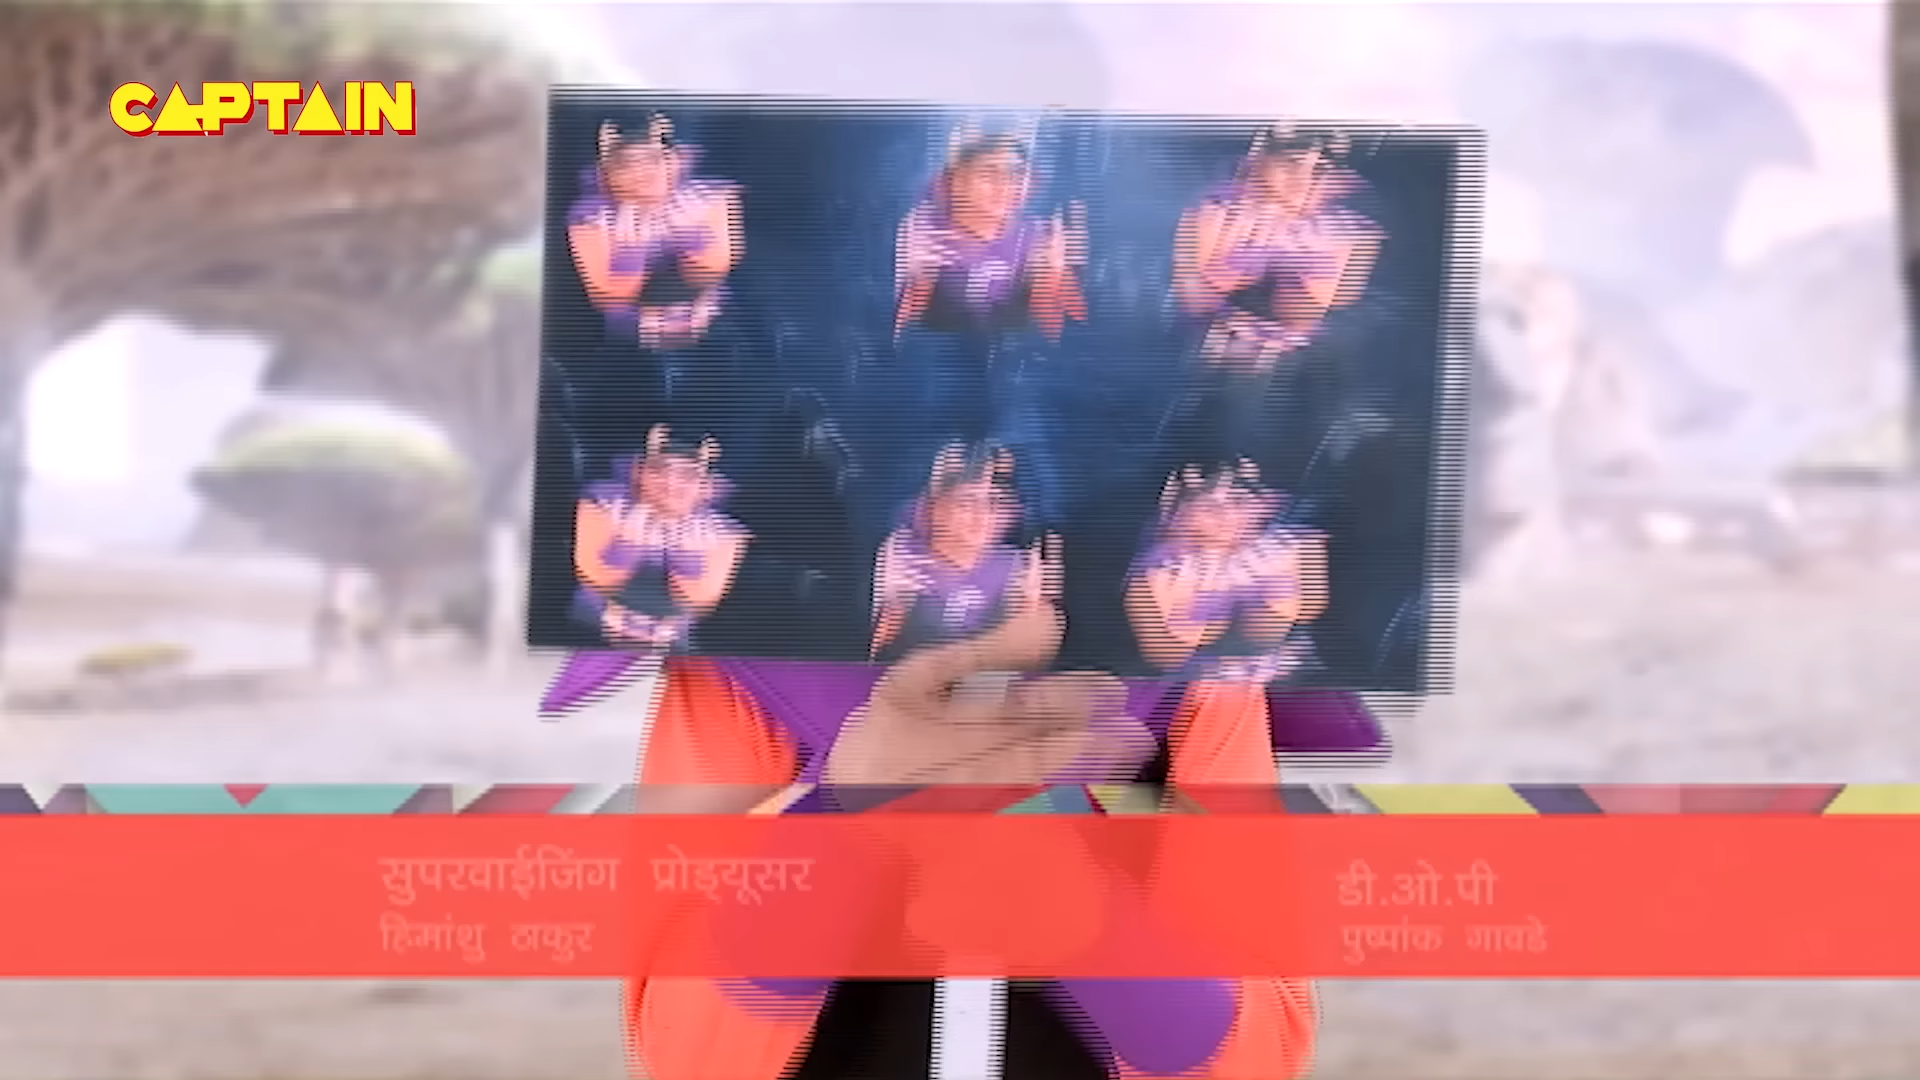 CAPTAIN
सुपरवाईजिंग प्रोड्यूसर
हिमांशु ठाकुर
डी.ओ.पी
पुष्पांक गावडे